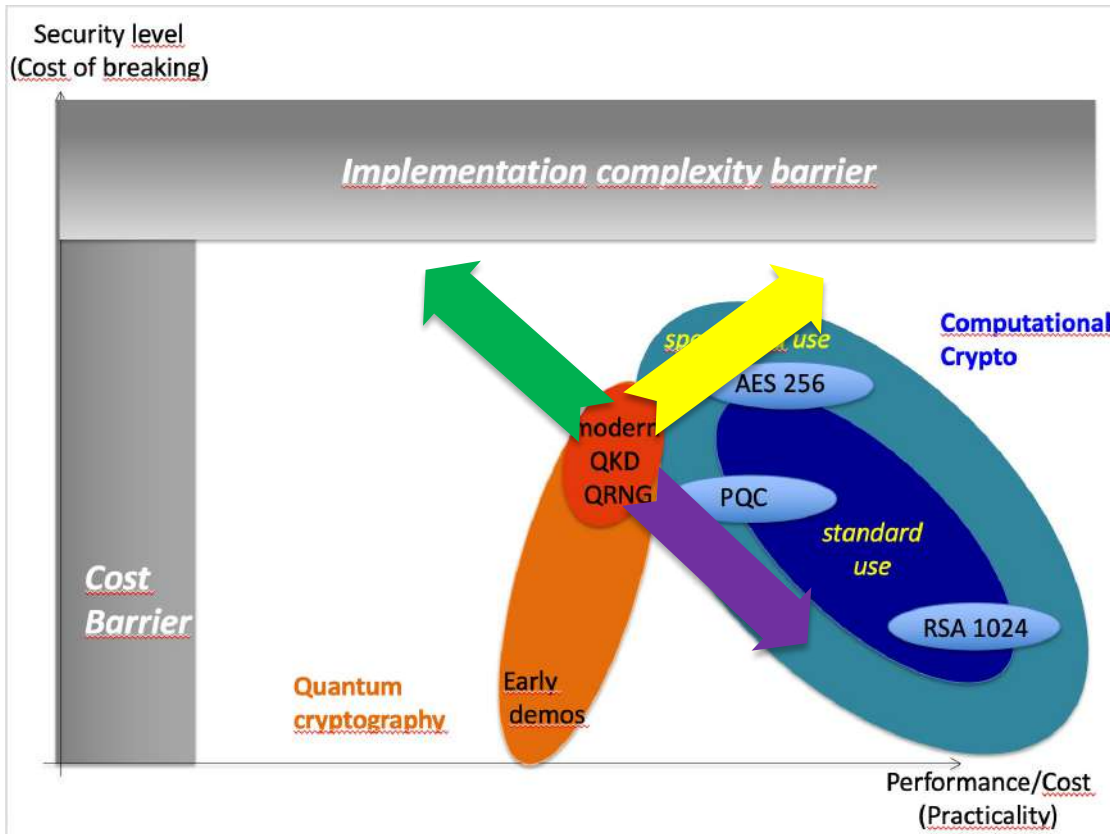 Security level
(Cost of breaking)
Implementation complexity barrier
Computational
Crypto
use
AES 256
modern
QKD
QRNG
PQC
standard
use
Cost
Barrier
RSA 1024
Quantum
cryptography
Early
demos
Performance/Cost
(Practicality)